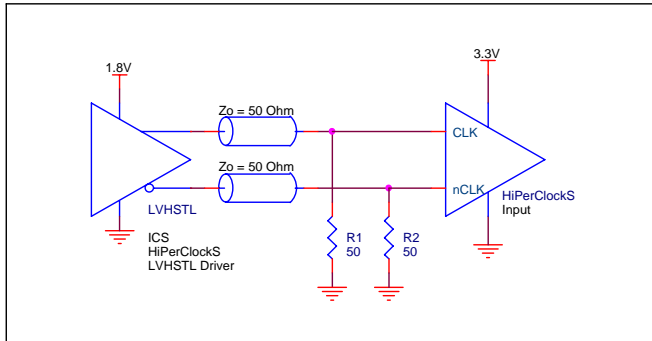 1.8V
3.3V
Zo = 50 Ohm
CLK
Zo = 50 Ohm
nCLK
HiPerClockS
Input
LVHSTL
ICS
HiPerClockS
LVHSTL Driver
R1
50
R2
50